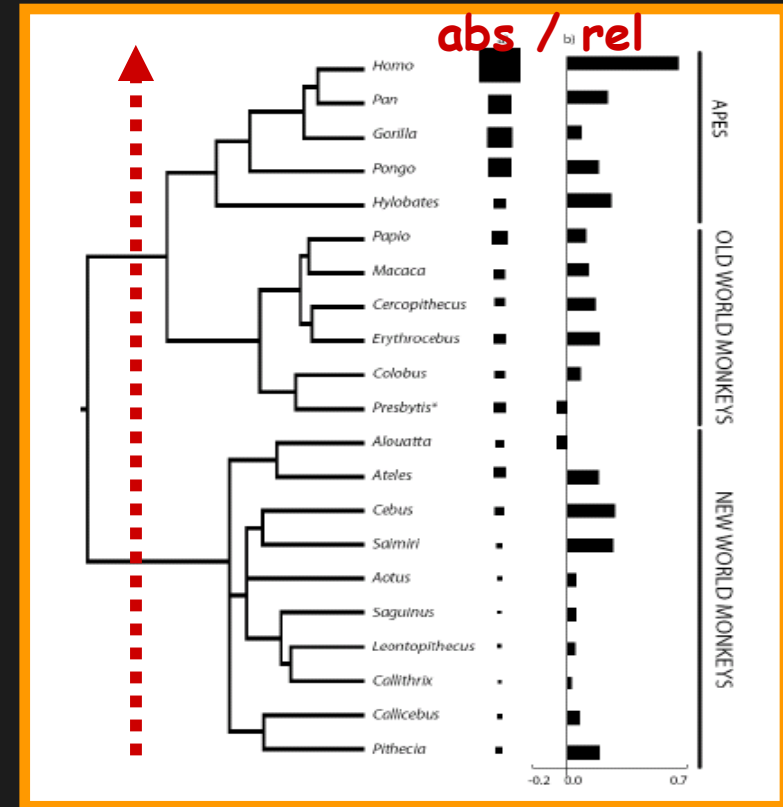 abs / rel
b)
Homo
Pan
Gorilla
Pongo
Hylobates
Papio
Macaca
Cercopithecus
Erythrocebus
Colobus
Presbytis*
Alouatta
Ateles
Cebus
Saimiri
Aotus
Saguinus
Leontopithecus
Callithrix
Callicebus
Pithecia
APES
OLD WORLD MONKEYS
NEW WORLD MONKEYS
-0.2 0.0 0.7